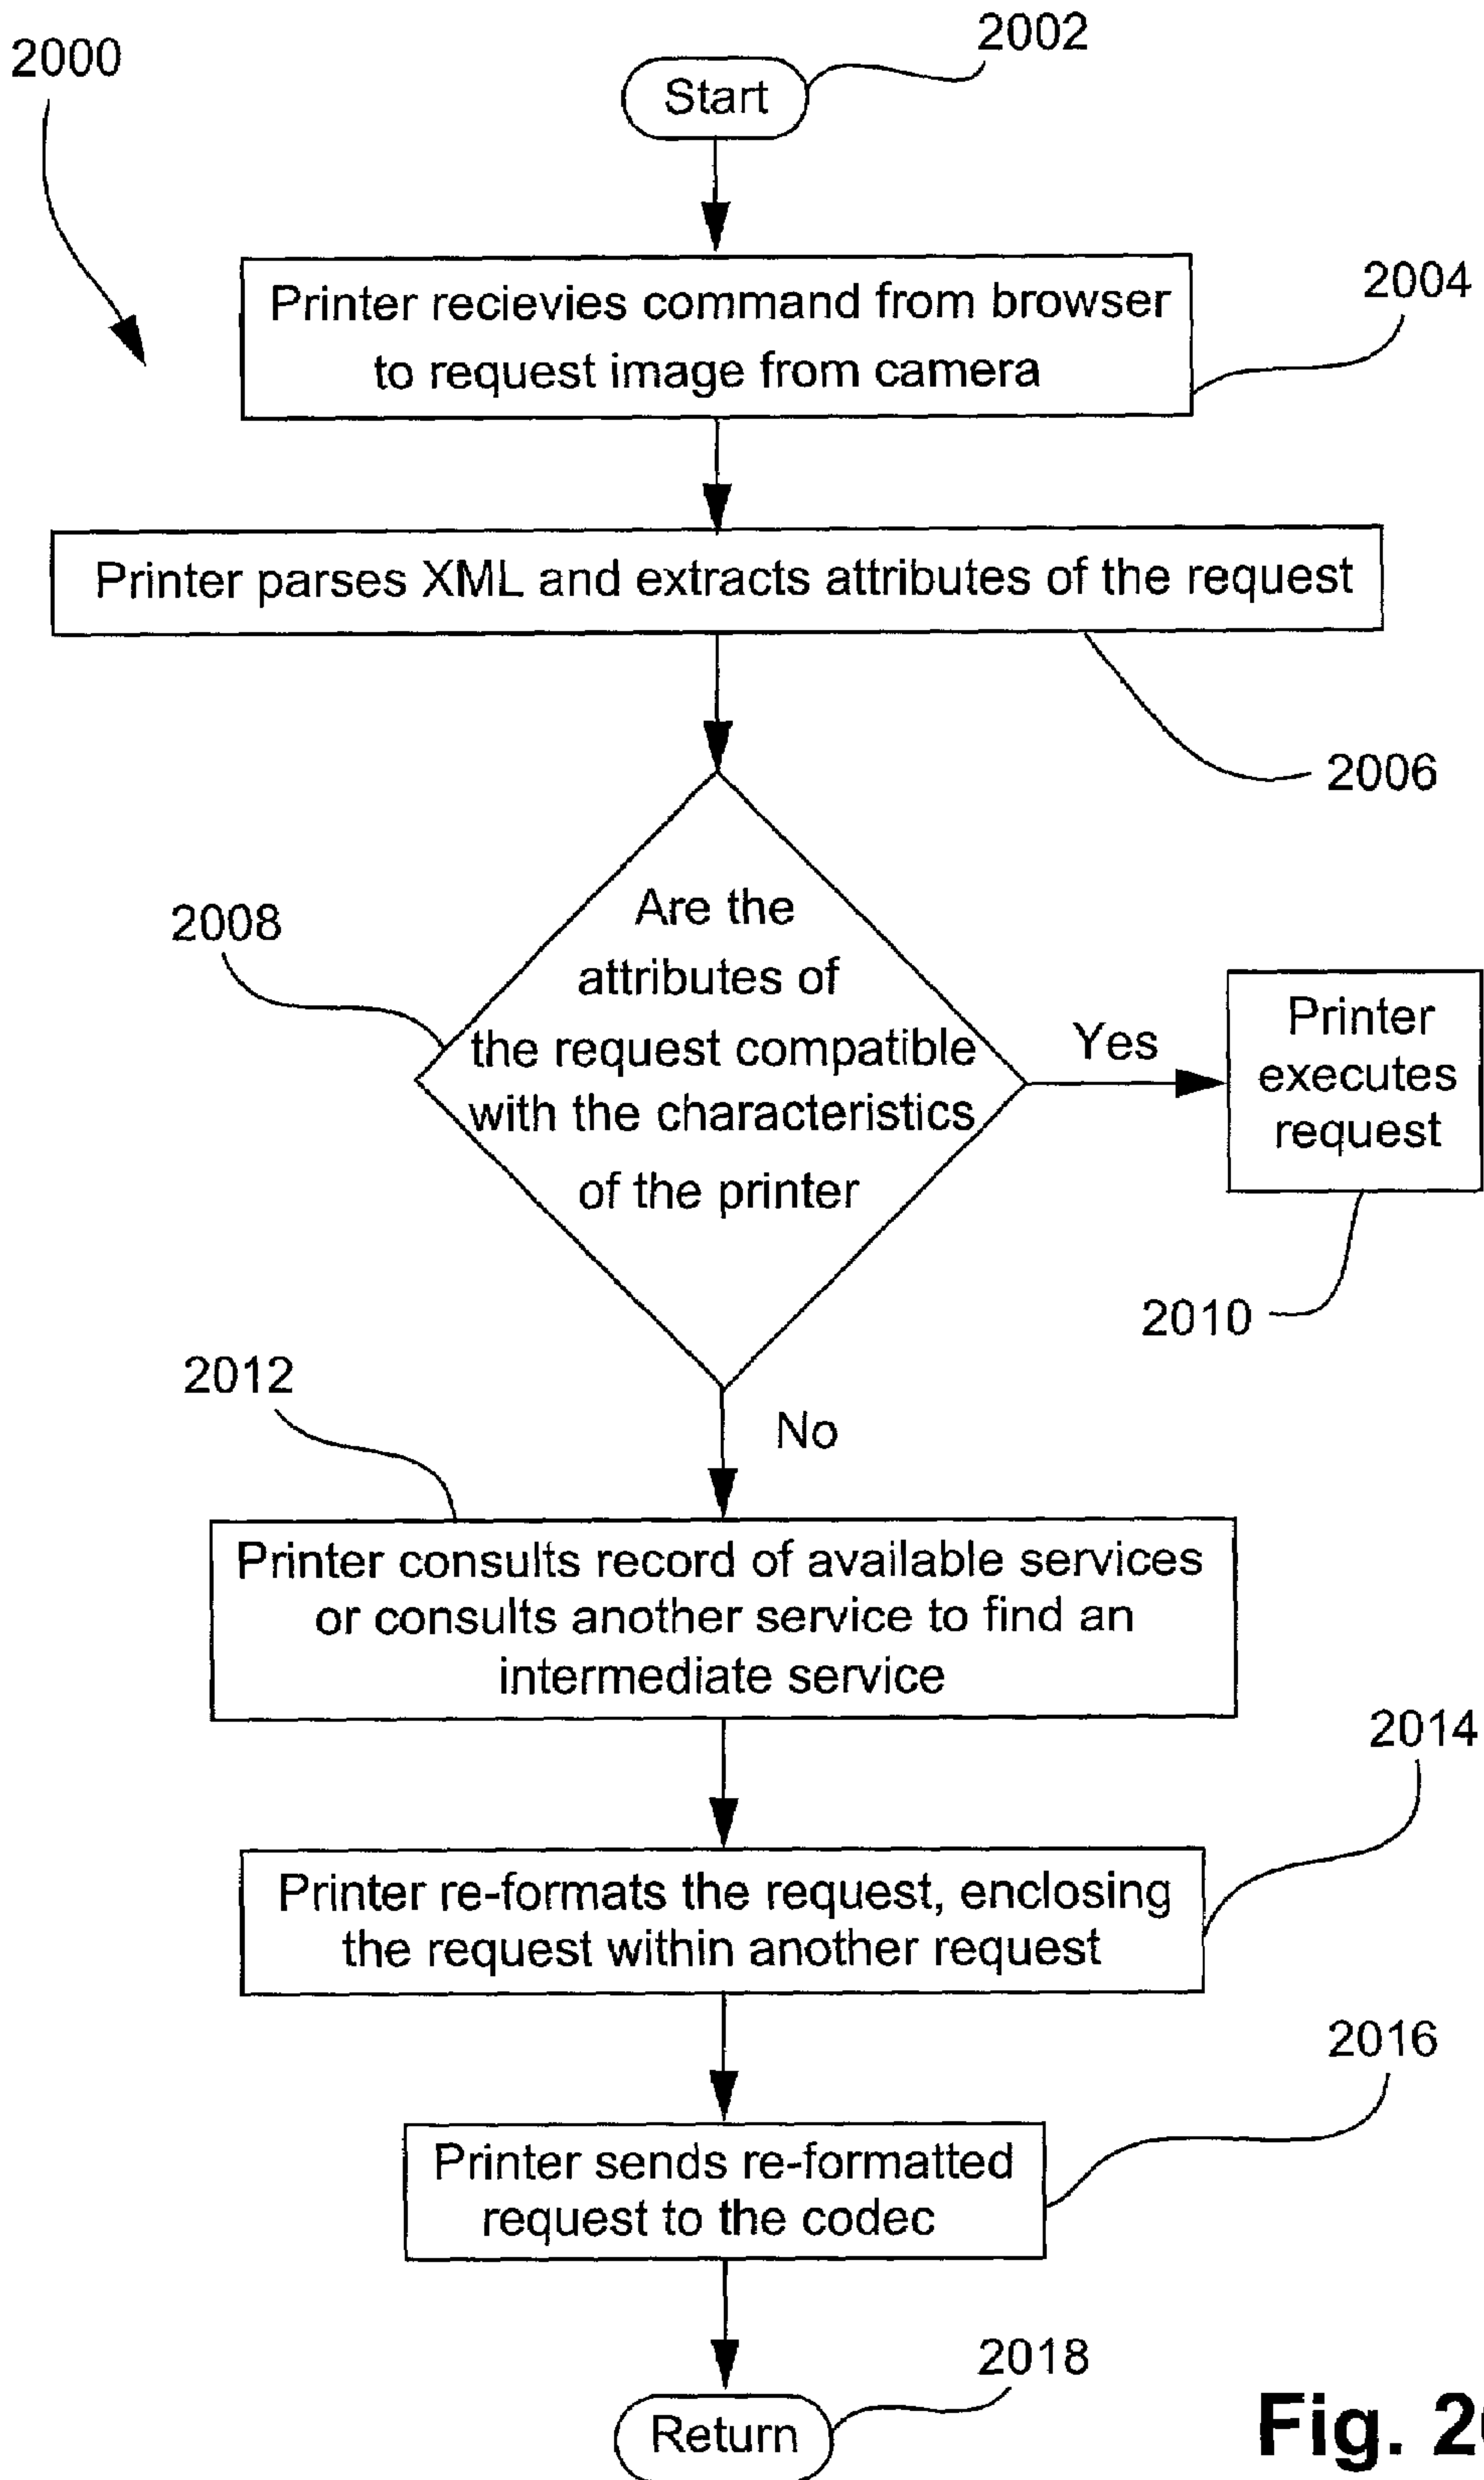 2000
2002
Start
Printer recievies command from browser
to request image from camera
2004
Printer parses XML and extracts attributes of the request
2006
2008
Are the
attributes of
the request compatible
with the characteristics
of the printer
Yes
Printer
executes
request
2010
2012
No
Printer consults record of available services
or consults another service to find an
intermediate service
2014
Printer re-formats the request, enclosing
the request within another request
2016
Printer sends re-formatted
request to the codec
2018
Return
Fig.